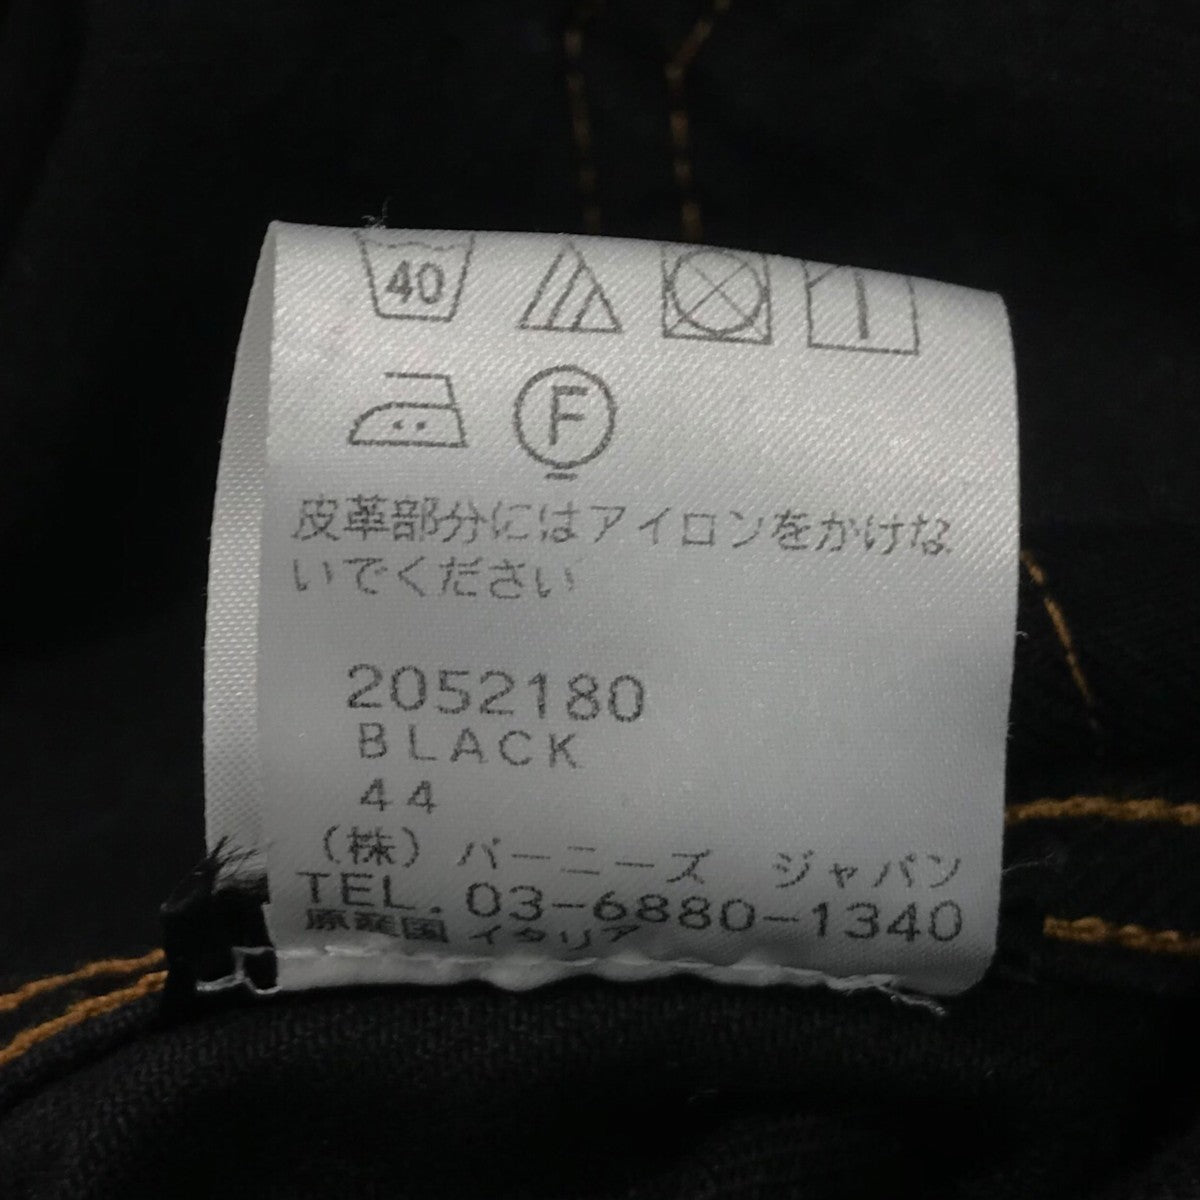 40
F
皮革部分にはアイロンをかけな
いでください
2052180
BLACK
44
(株) バーニーズ ジャパン
TEL. 03-6880-1340
原産国 イタリア